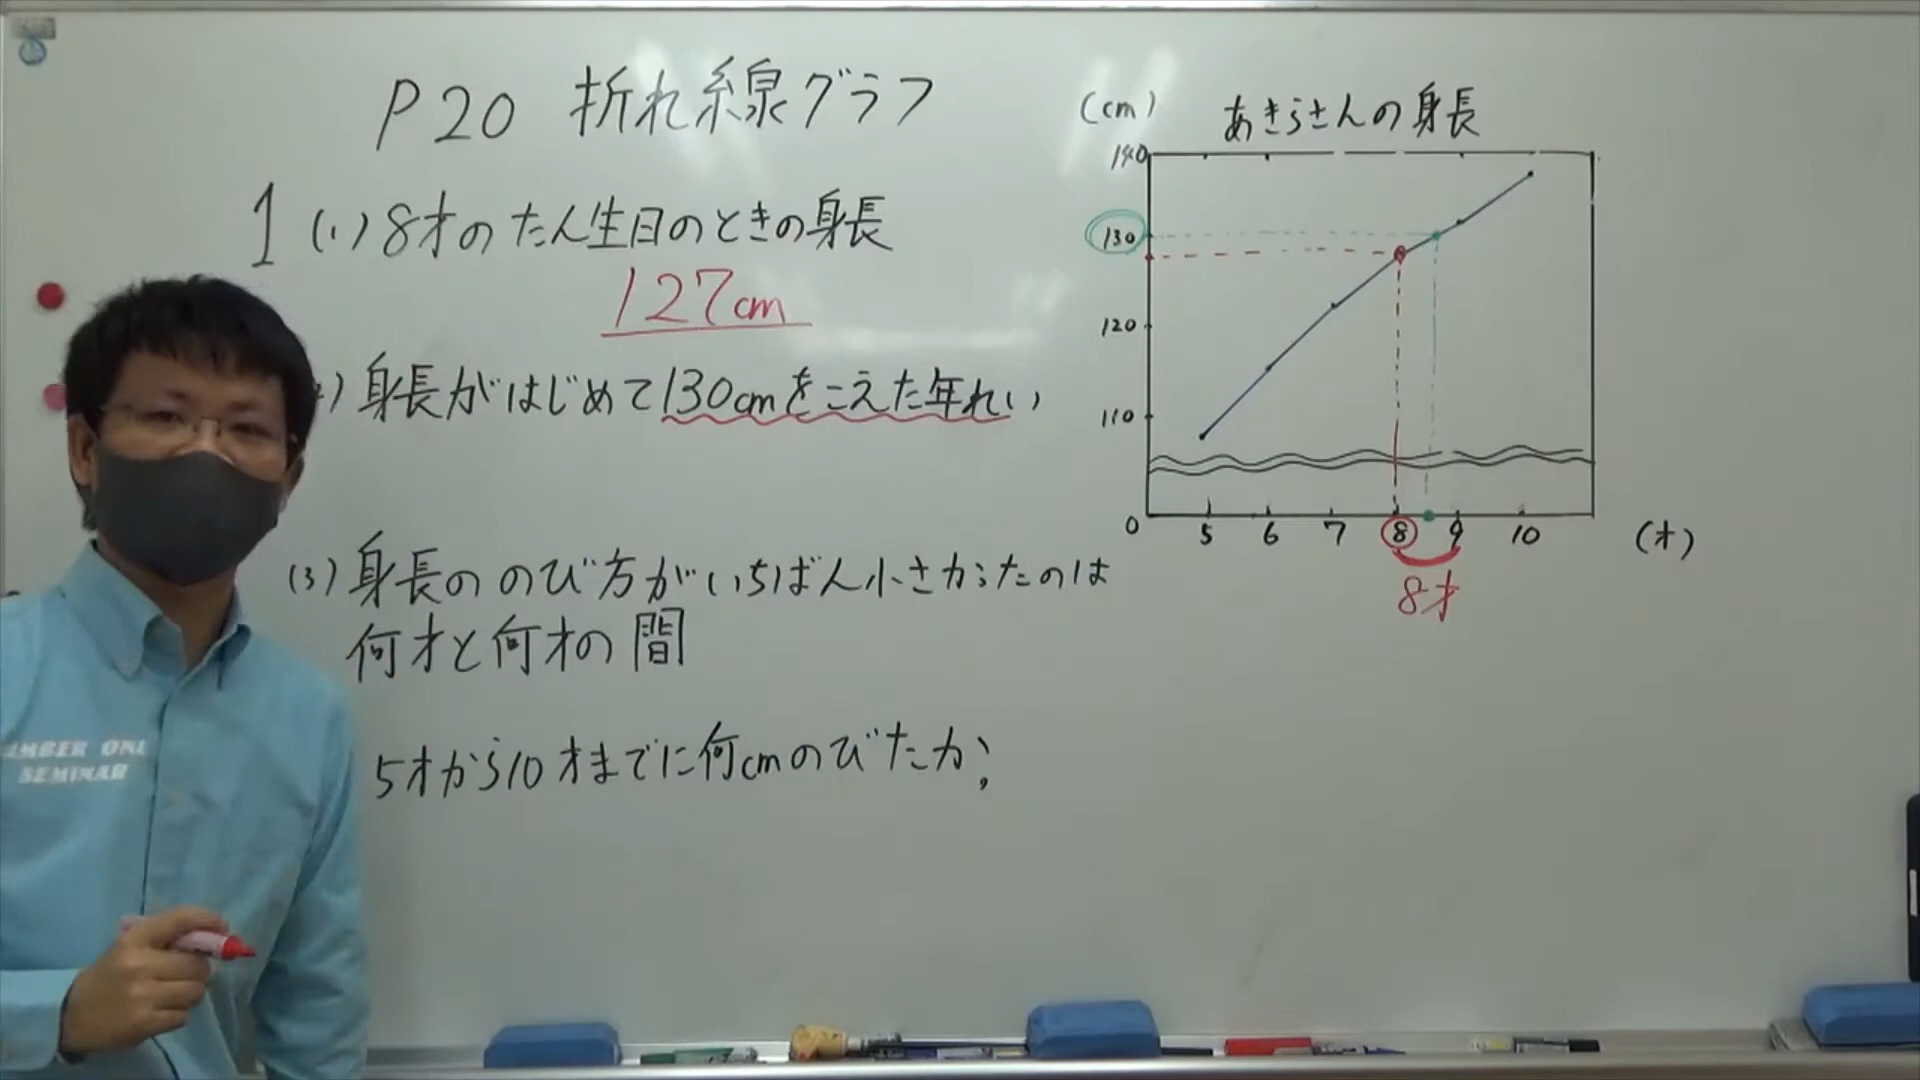 P20 折れ線グラフ
1 (1) 8才のたん生日のときの身長
127cm
) 身長がはじめて130cmをこえた年れい
(3) 身長ののび方がいちばん小さかったのは
何才と何才の間
5才から10才までに何cmのびたか?
(cm) あきらさんの身長
140
130
120
110
0 5 6 7 8 9 10 (才)
8才
NUMBER ONE
SEMINAR